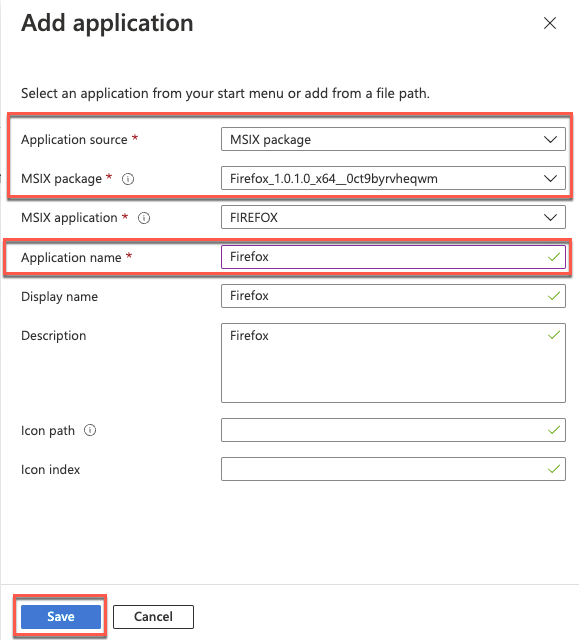 Add application
Select an application from your start menu or add from a file path.
Application source * MSIX package
MSIX package * Firefox_1.0.1.0_x64__0ct9byrvheqwm
MSIX application * FIREFOX
Application name * Firefox
Display name Firefox
Description Firefox
Icon path
Icon index
Save Cancel